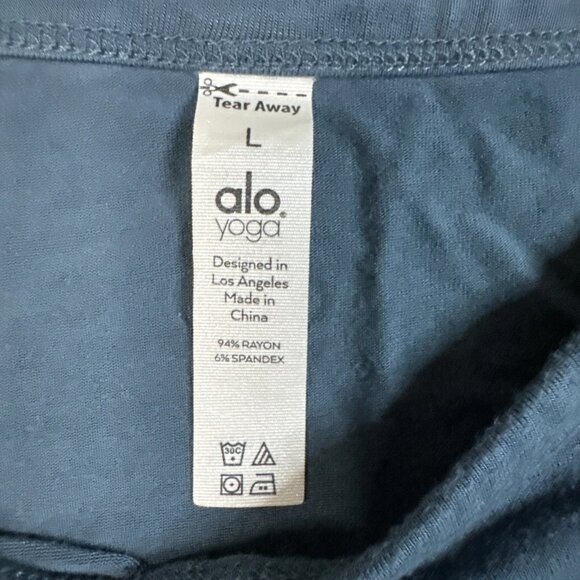 Tear Away
L
alo
yoga
Designed in
Los Angeles
Made in
China
94% RAYON
6% SPANDEX
30C